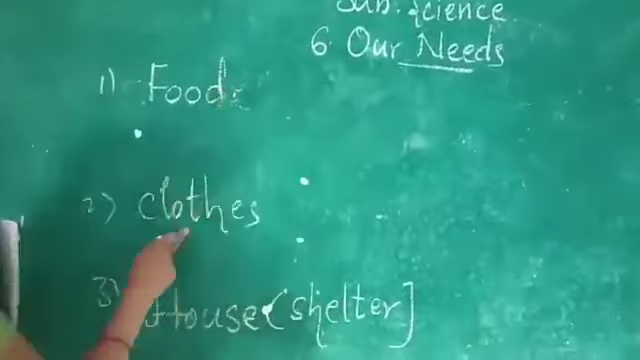 Sub. Science.
6. Our Needs
1) Food.
2) clothes
3) House (shelter]